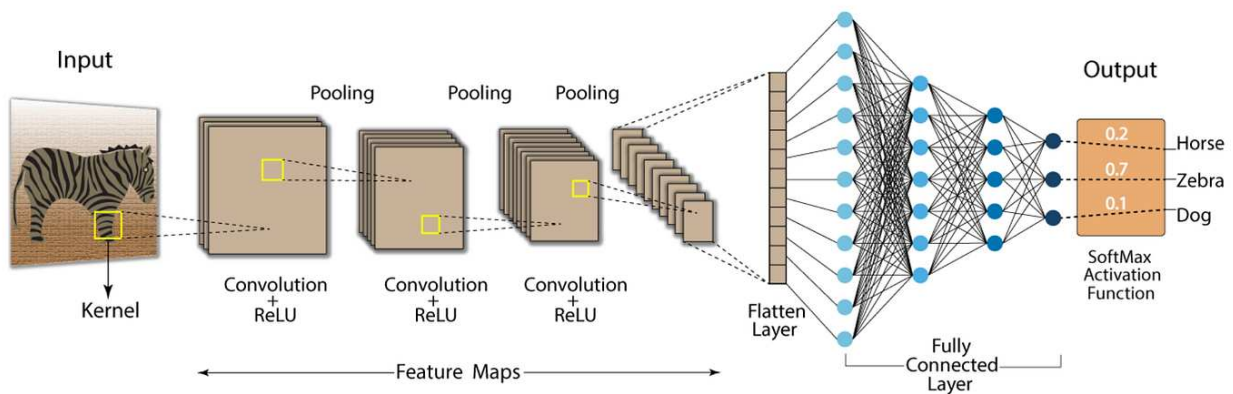 Input
Kernel
Pooling
Pooling
Pooling
Convolution
+
ReLU
Convolution
+
ReLU
Convolution
+
ReLU
Feature Maps
Flatten
Layer
Fully
Connected
Layer
Output
0.2
Horse
0.7
Zebra
0.1
Dog
SoftMax
Activation
Function